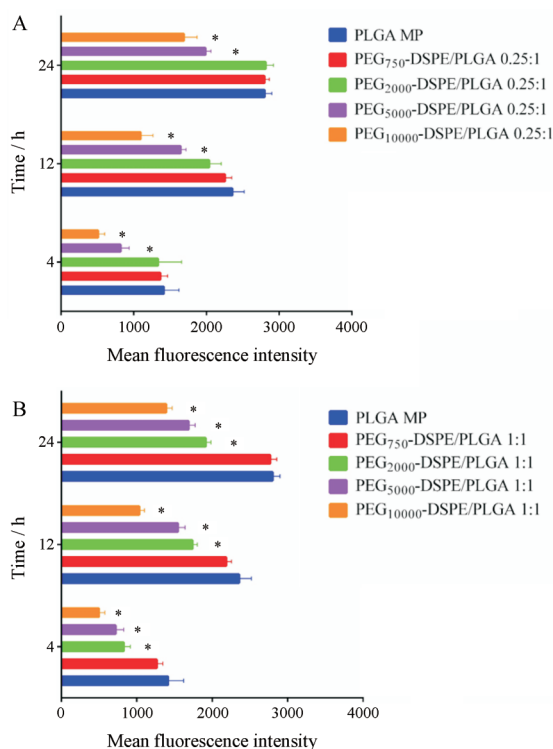 A
PLGA MP
PEG750-DSPE/PLGA 0.25:1
PEG2000-DSPE/PLGA 0.25:1
PEG5000-DSPE/PLGA 0.25:1
PEG10000-DSPE/PLGA 0.25:1
Time / h
24
*
*
12
*
*
4
*
*
0 1000 2000 3000 4000
Mean fluorescence intensity
B
PLGA MP
PEG750-DSPE/PLGA 1:1
PEG2000-DSPE/PLGA 1:1
PEG5000-DSPE/PLGA 1:1
PEG10000-DSPE/PLGA 1:1
Time / h
24
*
*
*
12
*
*
*
4
*
*
*
0 1000 2000 3000 4000
Mean fluorescence intensity